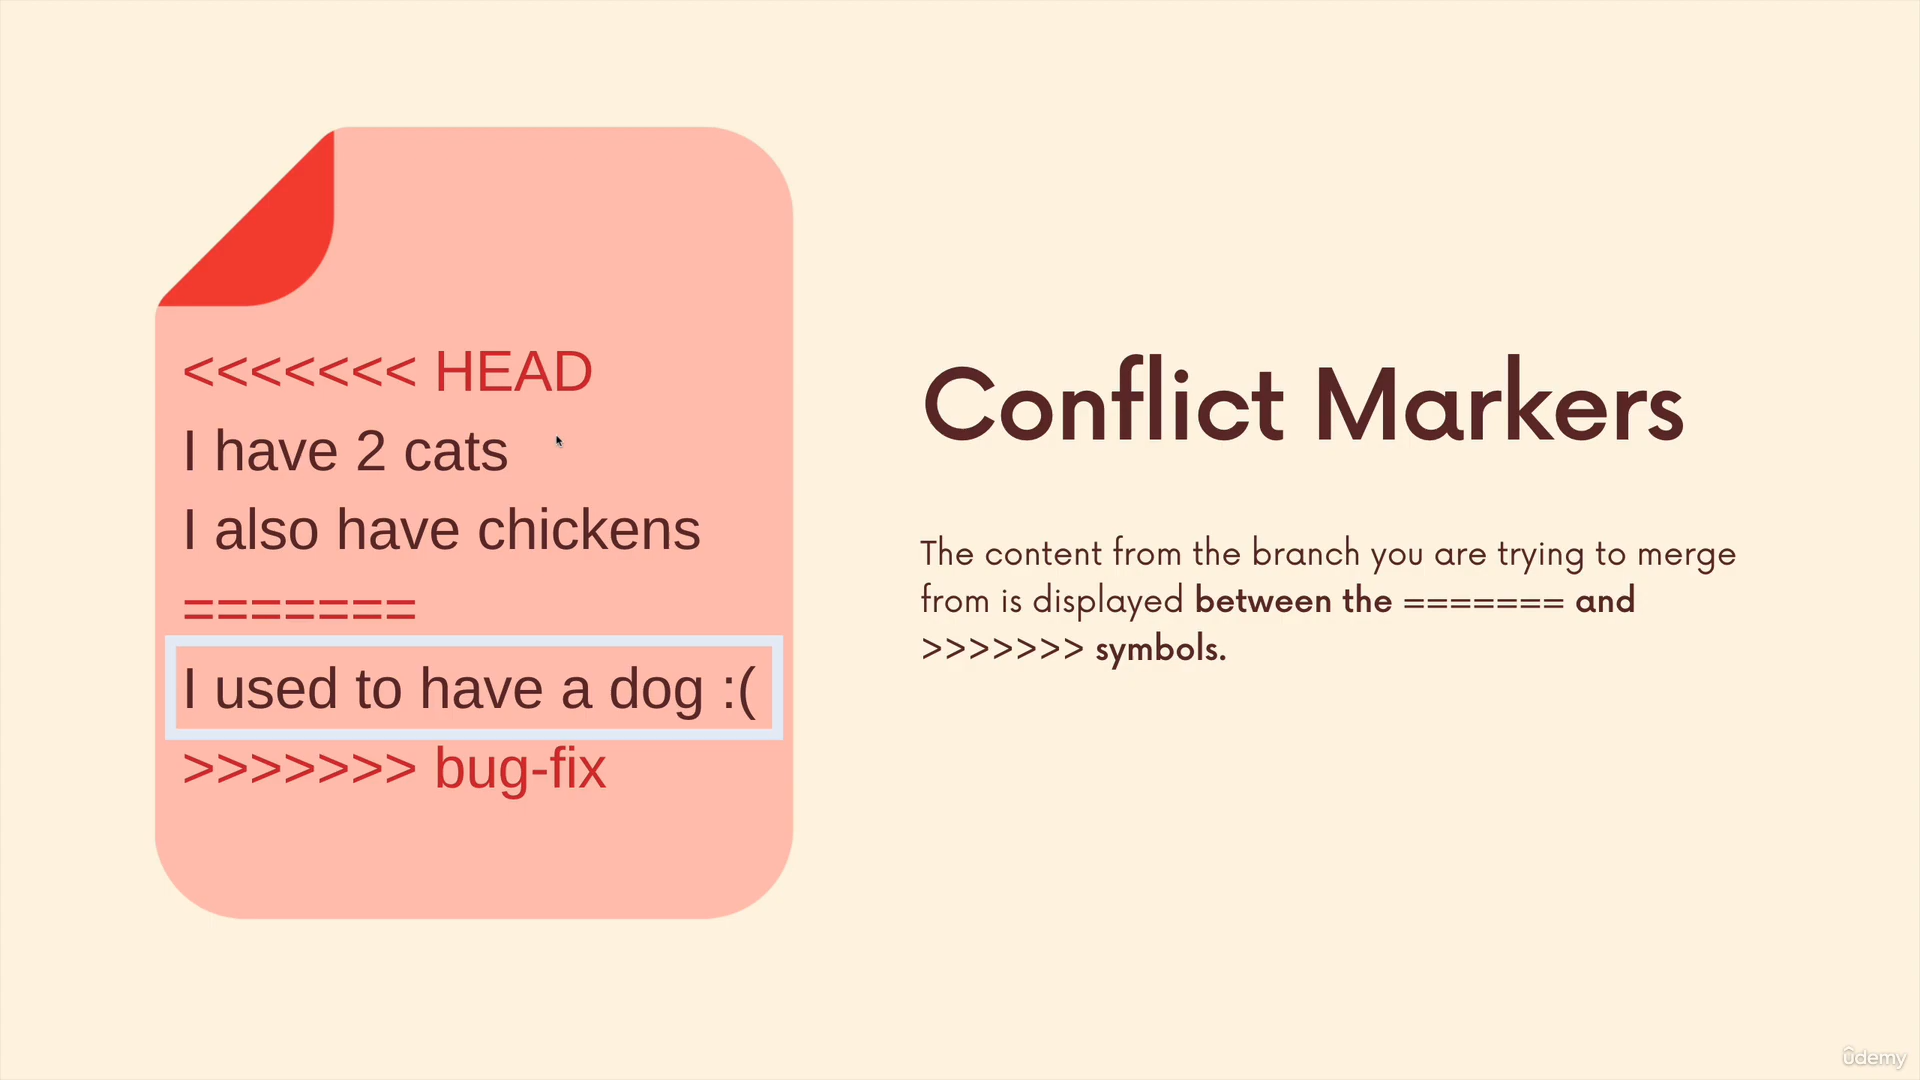 <<<<<<< HEAD
I have 2 cats
I also have chickens
=======
I used to have a dog :(
>>>>>>> bug-fix
Conflict Markers
The content from the branch you are trying to merge
from is displayed between the ======= and
>>>>>>> symbols.
ûdemy